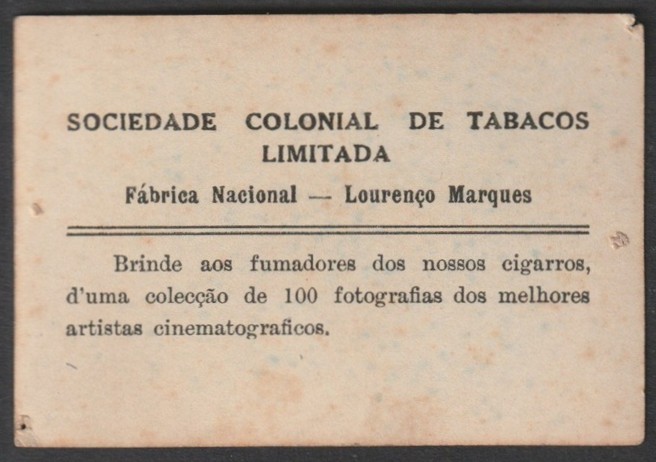 SOCIEDADE COLONIAL DE TABACOS
LIMITADA
Fábrica Nacional — Lourenço Marques
Brinde aos fumadores dos nossos cigarros,
d'uma colecção de 100 fotografias dos melhores
artistas cinematograficos.